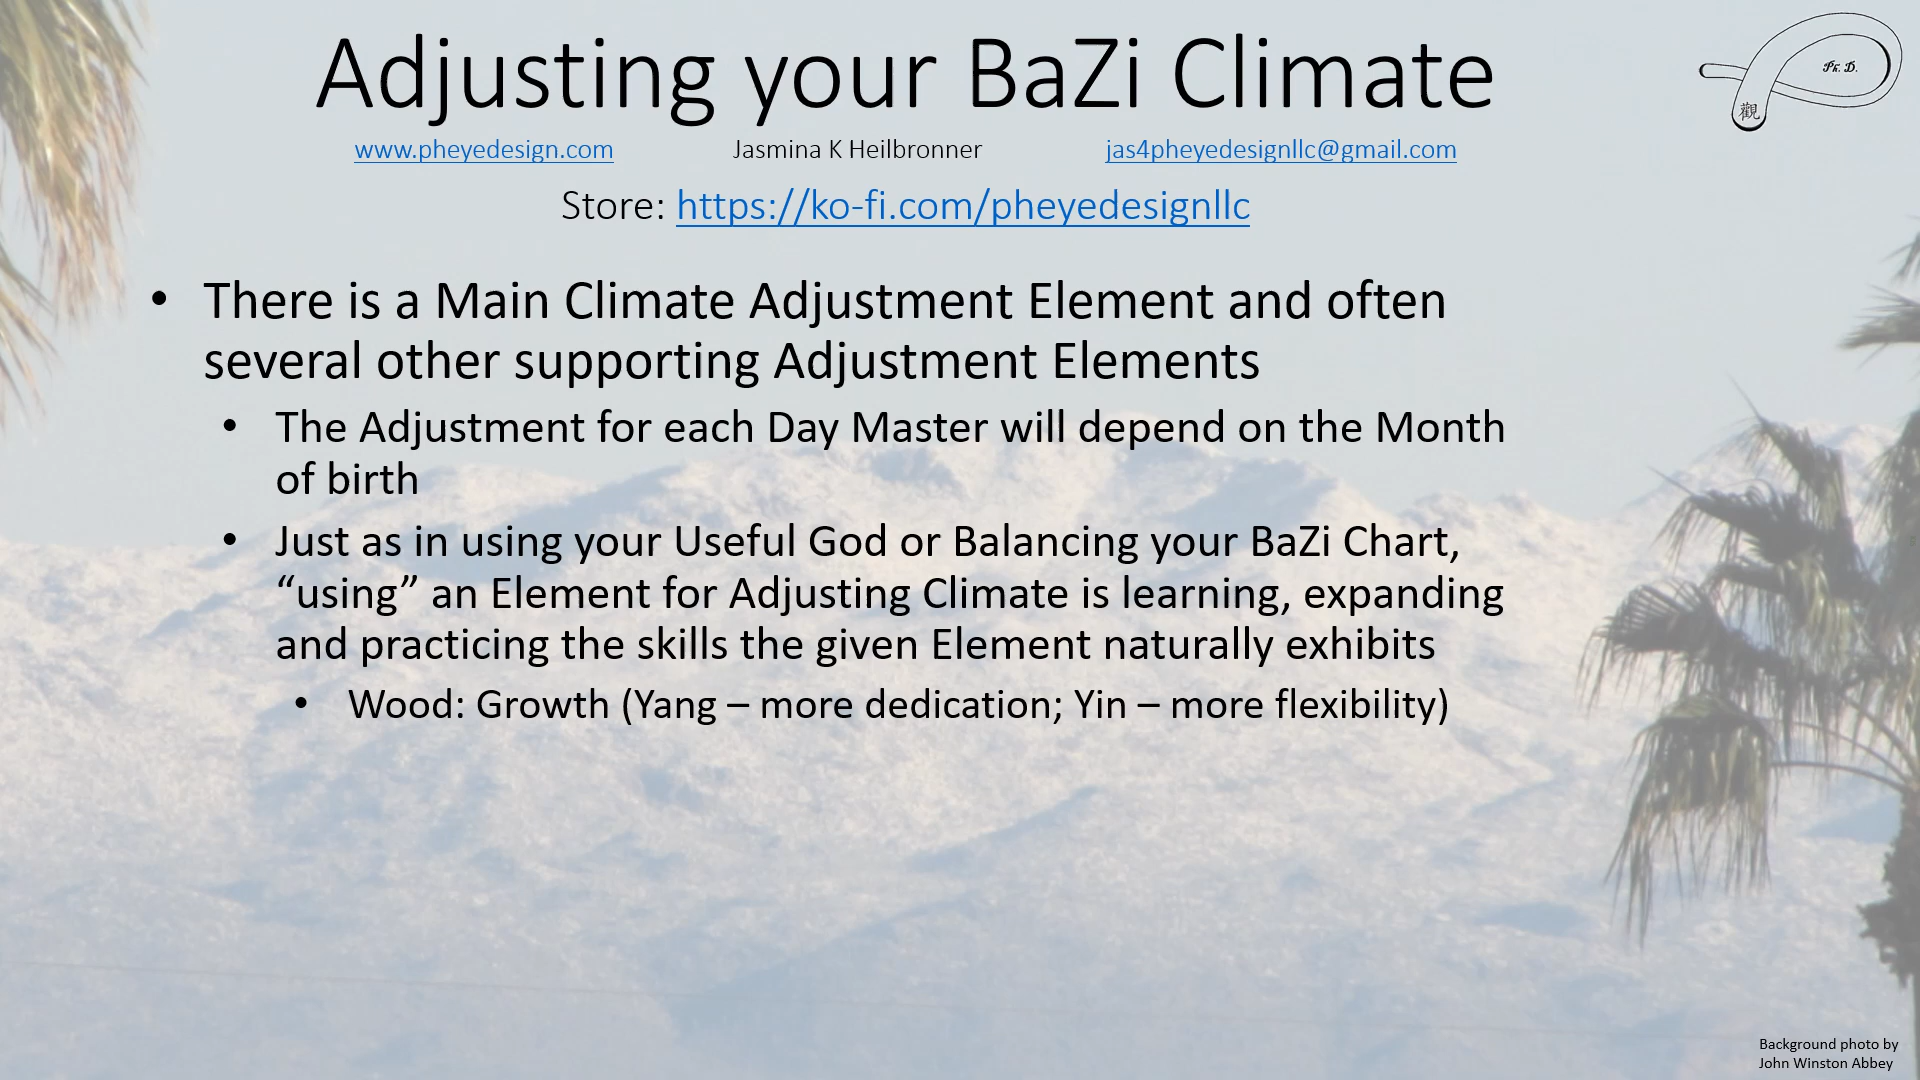 Adjusting your BaZi Climate
Ph. D.
觀
www.pheyedesign.com Jasmina K Heilbronner jas4pheyedesignllc@gmail.com
Store: https://ko-fi.com/pheyedesignllc
• There is a Main Climate Adjustment Element and often
several other supporting Adjustment Elements
• The Adjustment for each Day Master will depend on the Month
of birth
• Just as in using your Useful God or Balancing your BaZi Chart,
“using” an Element for Adjusting Climate is learning, expanding
and practicing the skills the given Element naturally exhibits
• Wood: Growth (Yang – more dedication; Yin – more flexibility)
Background photo by
John Winston Abbey